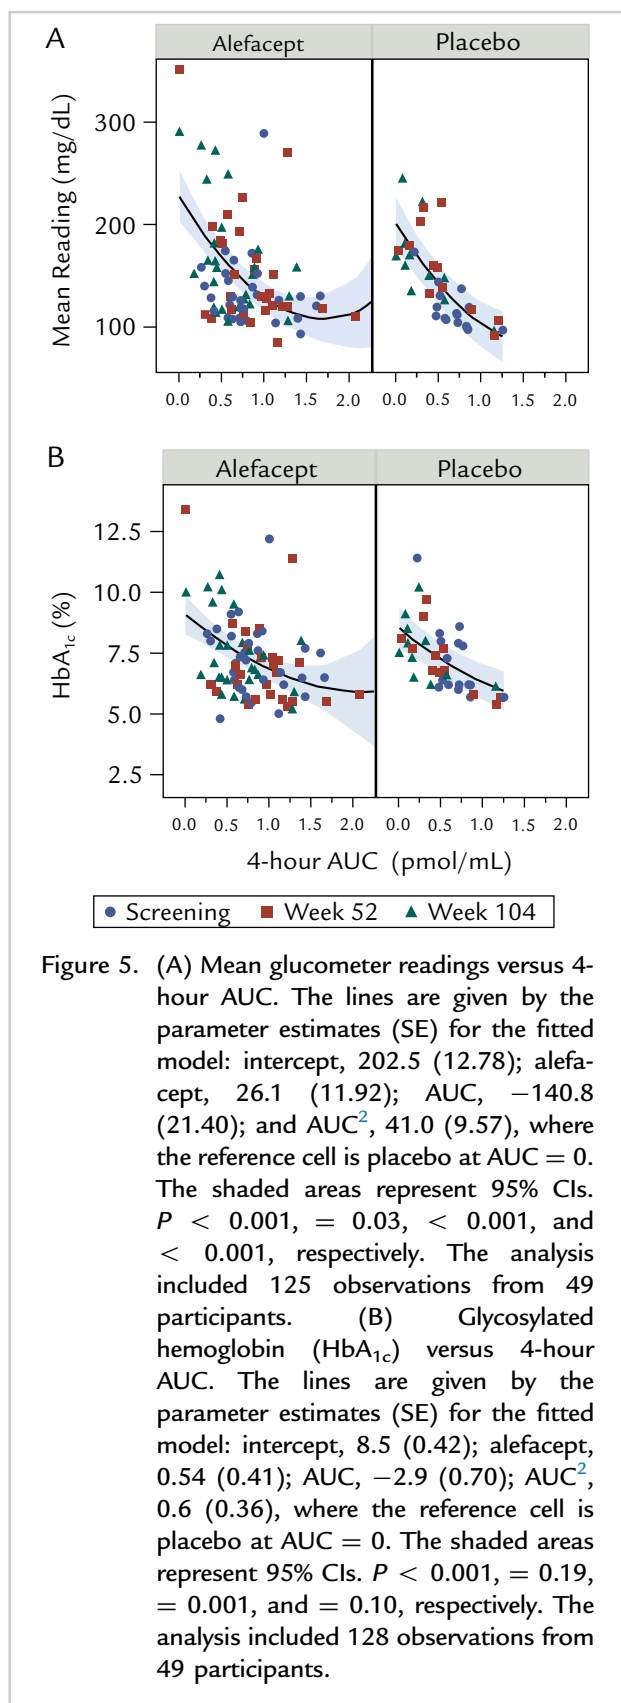 A
Alefacept
Placebo
Mean Reading (mg/dL)
300
200
100
0.0 0.5 1.0 1.5 2.0
0.0 0.5 1.0 1.5 2.0
B
Alefacept
Placebo
HbA1c (%)
12.5
10.0
7.5
5.0
2.5
0.0 0.5 1.0 1.5 2.0
0.0 0.5 1.0 1.5 2.0
4-hour AUC (pmol/mL)
Screening Week 52 Week 104
Figure 5. (A) Mean glucometer readings versus 4-
hour AUC. The lines are given by the
parameter estimates (SE) for the fitted
model: intercept, 202.5 (12.78); alefa-
cept, 26.1 (11.92); AUC, −140.8
(21.40); and AUC², 41.0 (9.57), where
the reference cell is placebo at AUC = 0.
The shaded areas represent 95% CIs.
P < 0.001, = 0.03, < 0.001, and
< 0.001, respectively. The analysis
included 125 observations from 49
participants. (B) Glycosylated
hemoglobin (HbA1c) versus 4-hour
AUC. The lines are given by the
parameter estimates (SE) for the fitted
model: intercept, 8.5 (0.42); alefacept,
0.54 (0.41); AUC, −2.9 (0.70); AUC²,
0.6 (0.36), where the reference cell is
placebo at AUC = 0. The shaded areas
represent 95% CIs. P < 0.001, = 0.19,
= 0.001, and = 0.10, respectively. The
analysis included 128 observations from
49 participants.